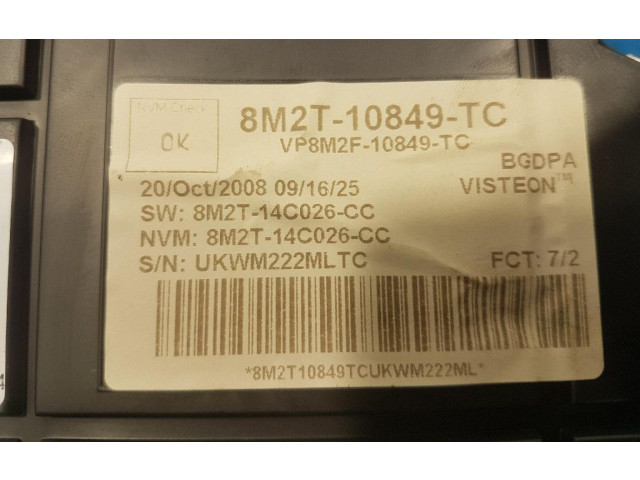 NVM Check
OK
8M2T-10849-TC
VP8M2F-10849-TC
BGDPA
20/Oct/2008 09/16/25
VISTEON™
SW: 8M2T-14C026-CC
NVM: 8M2T-14C026-CC
S/N: UKWM222MLTC
FCT: 7/2
*8M2T10849TCUKWM222ML*